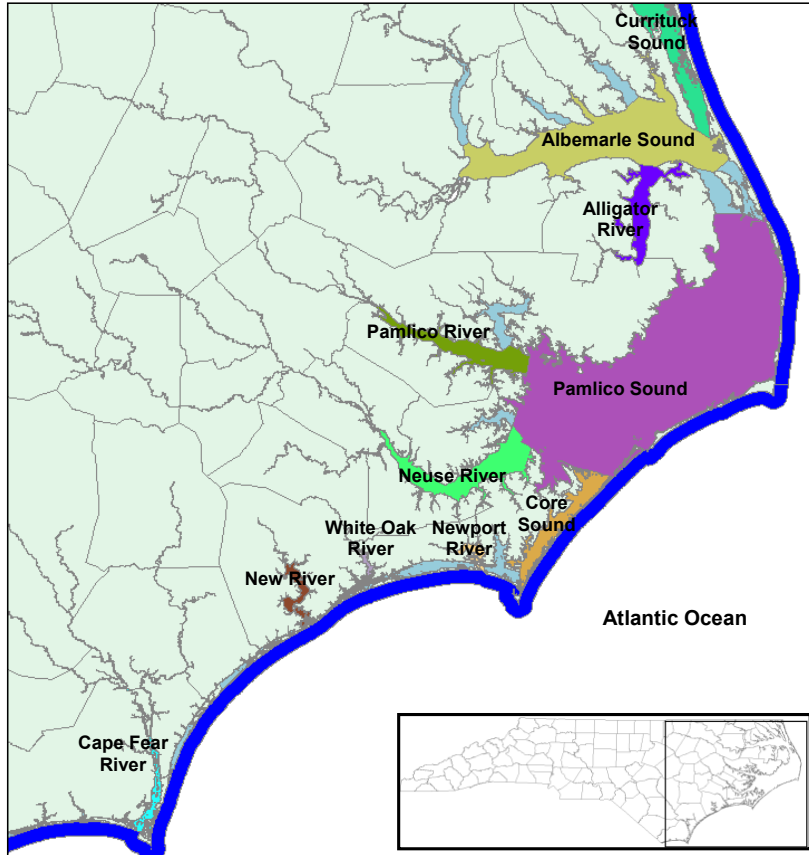 Currituck
Sound
Albemarle Sound
Alligator
River
Pamlico River
Pamlico Sound
Neuse River
Core
Sound
White Oak
River
Newport
River
New River
Atlantic Ocean
Cape Fear
River